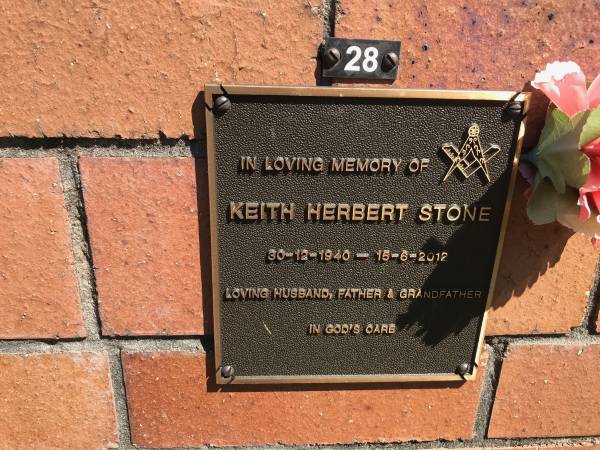 28
IN LOVING MEMORY OF
KEITH HERBERT STONE
30-12-1940 — 15-6-2012
LOVING HUSBAND, FATHER & GRANDFATHER
IN GOD'S CARE